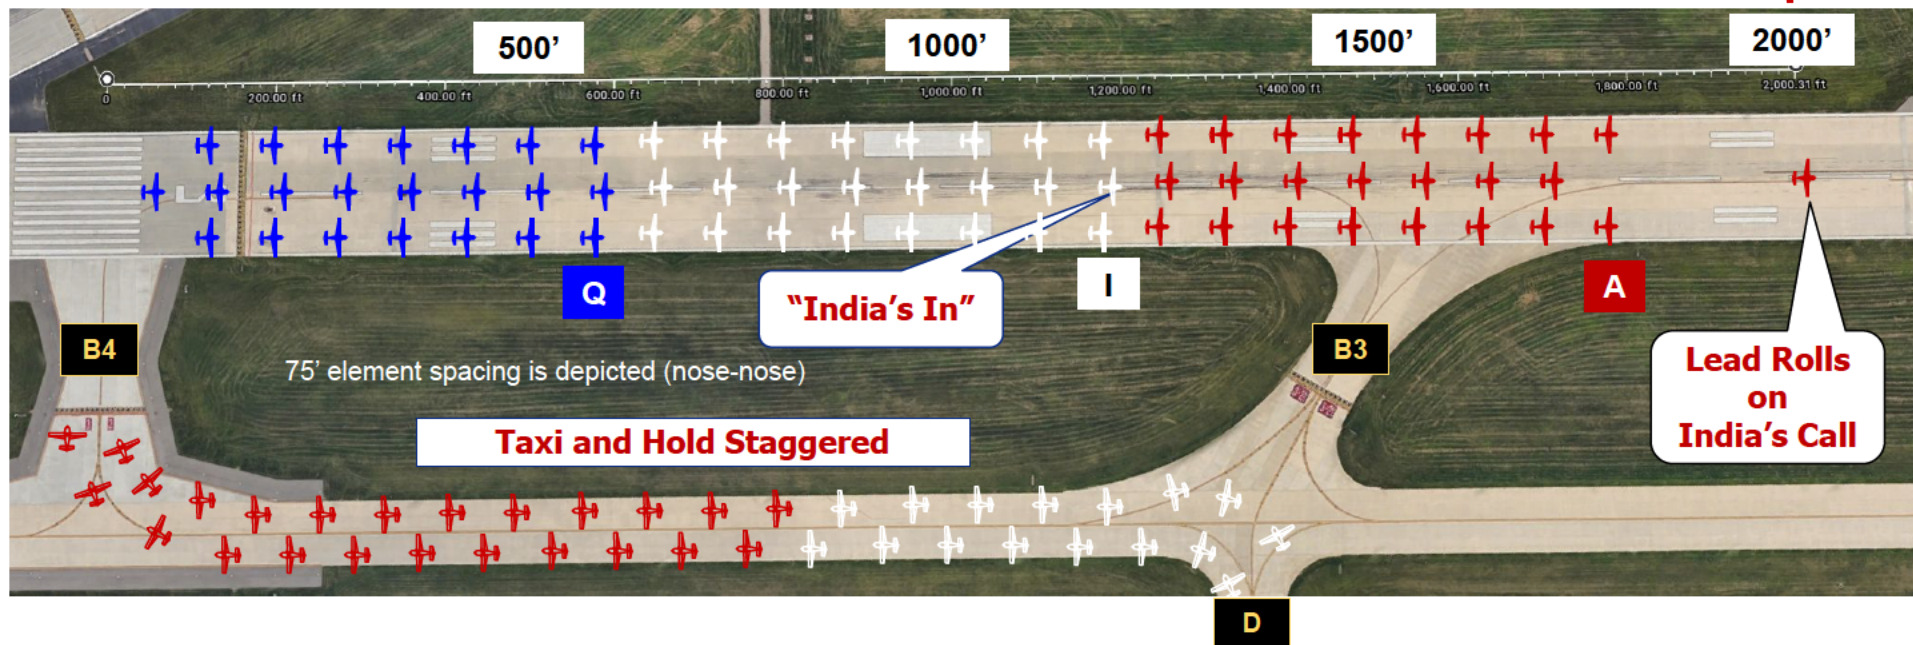 500’
1000’
1500’
2000’
0
200.00 ft
400.00 ft
600.00 ft
800.00 ft
1,000.00 ft
1,200.00 ft
1,400.00 ft
1,600.00 ft
1,800.00 ft
2,000.31 ft
Q
I
A
“India’s In”
B4
B3
75’ element spacing is depicted (nose-nose)
Lead Rolls
on
India’s Call
Taxi and Hold Staggered
D